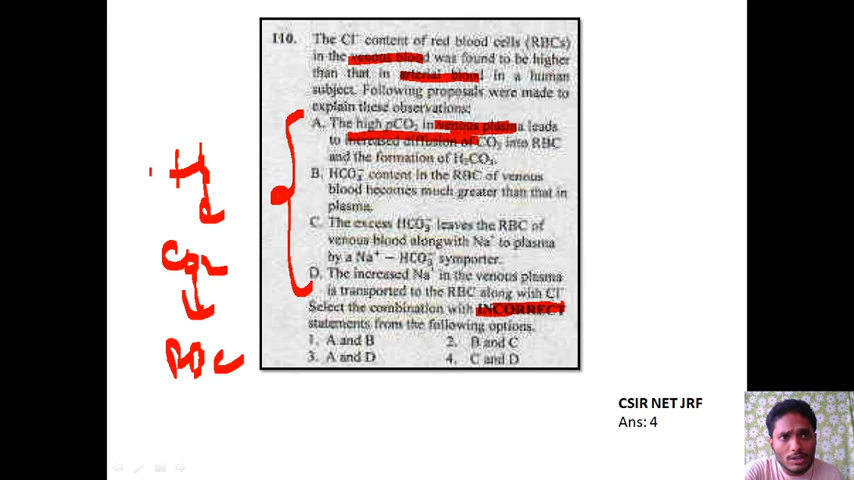 110. The Cl⁻ content of red blood cells (RBCs)
in the venous blood was found to be higher
than that in arterial blood in a human
subject. Following proposals were made to
explain these observations:
A. The high pCO₂ in venous plasma leads
to increased diffusion of CO₂ into RBC
and the formation of H₂CO₃.
B. HCO₃⁻ content in the RBC of venous
blood becomes much greater than that in
plasma.
C. The excess HCO₃⁻ leaves the RBC of
venous blood alongwith Na⁺ to plasma
by a Na⁺ – HCO₃⁻ symporter.
D. The increased Na⁺ in the venous plasma
is transported to the RBC along with Cl⁻
Select the combination with INCORRECT
statements from the following options.
1. A and B 2. B and C
3. A and D 4. C and D
RBC
CSIR NET JRF
Ans: 4